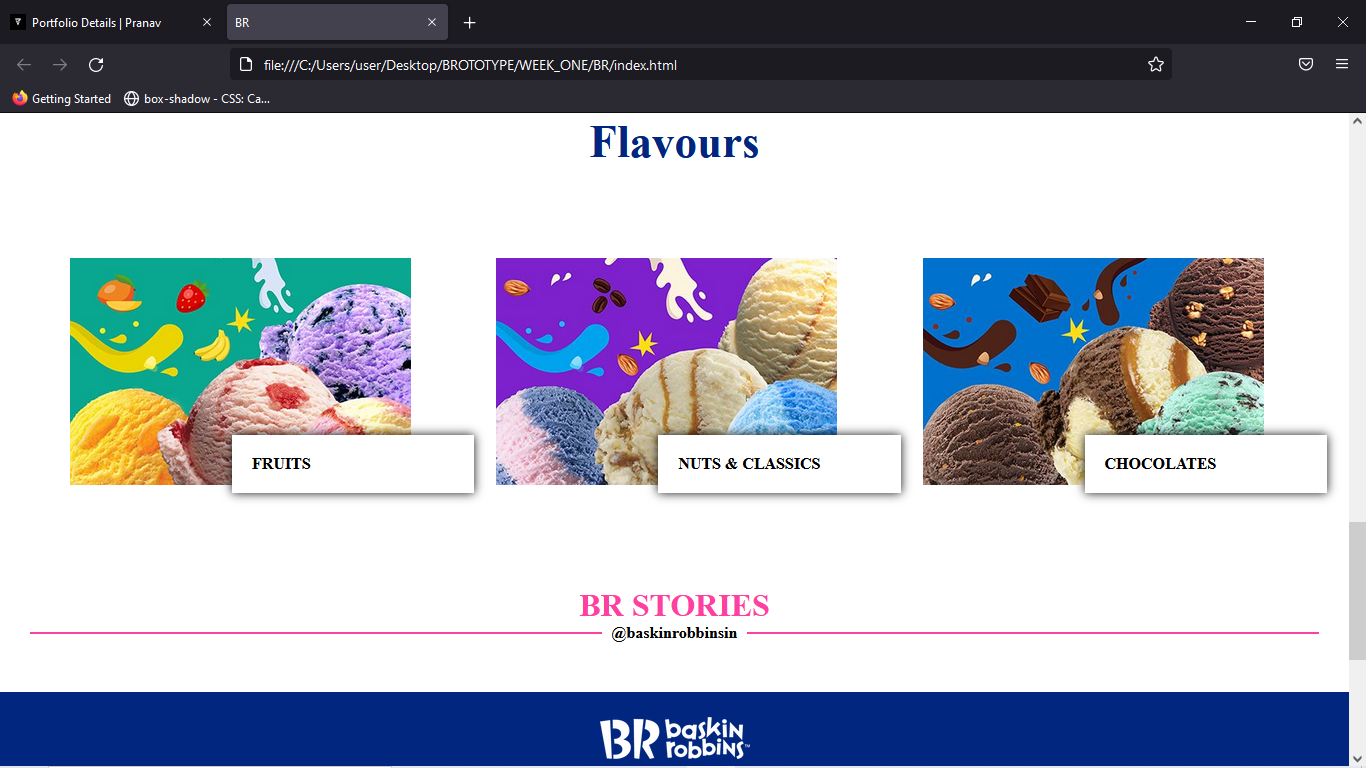 Portfolio Details | Pranav
BR
file:///C:/Users/user/Desktop/BROTOTYPE/WEEK_ONE/BR/index.html
Getting Started
box-shadow - CSS: Ca...
Flavours
FRUITS
NUTS & CLASSICS
CHOCOLATES
BR STORIES
@baskinrobbinsin
BR baskin
robbins™